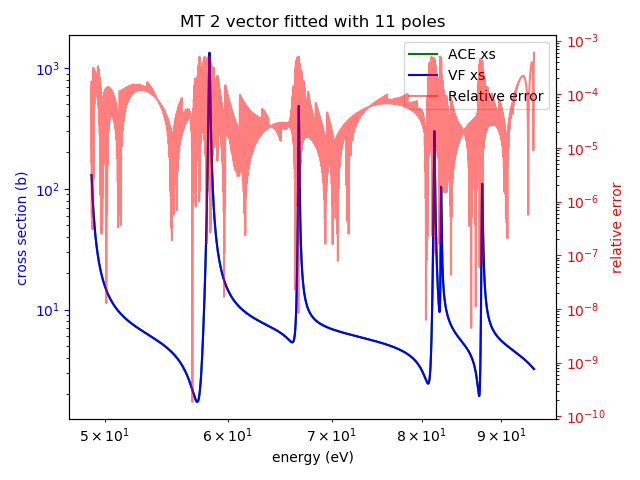 MT 2 vector fitted with 11 poles
ACE xs
VF xs
Relative error
10³
10²
10¹
cross section (b)
10⁻³
10⁻⁴
10⁻⁵
10⁻⁶
10⁻⁷
10⁻⁸
10⁻⁹
10⁻¹⁰
relative error
5 × 10¹ 6 × 10¹ 7 × 10¹ 8 × 10¹ 9 × 10¹
energy (eV)